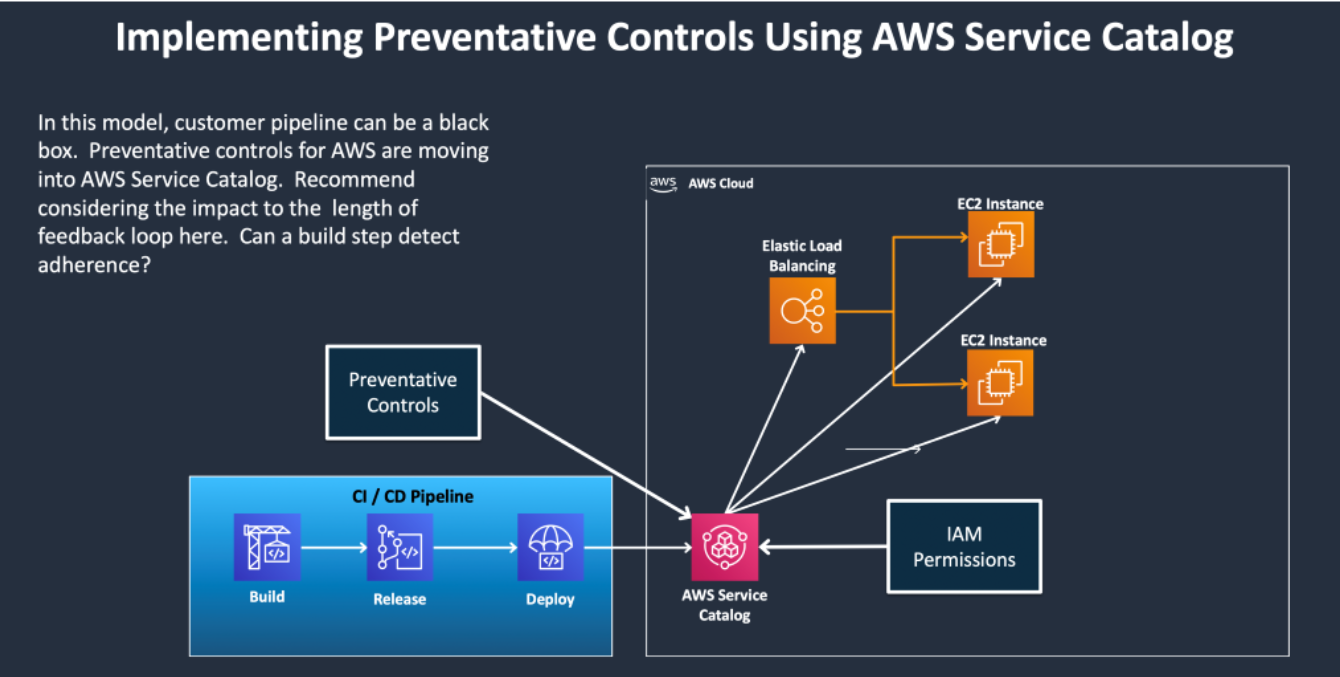 Implementing Preventative Controls Using AWS Service Catalog
In this model, customer pipeline can be a black
box.  Preventative controls for AWS are moving
into AWS Service Catalog.  Recommend
considering the impact to the  length of
feedback loop here.  Can a build step detect
adherence?
aws
AWS Cloud
EC2 Instance
Elastic Load
Balancing
EC2 Instance
Preventative
Controls
CI / CD Pipeline
Build
Release
Deploy
AWS Service
Catalog
IAM
Permissions